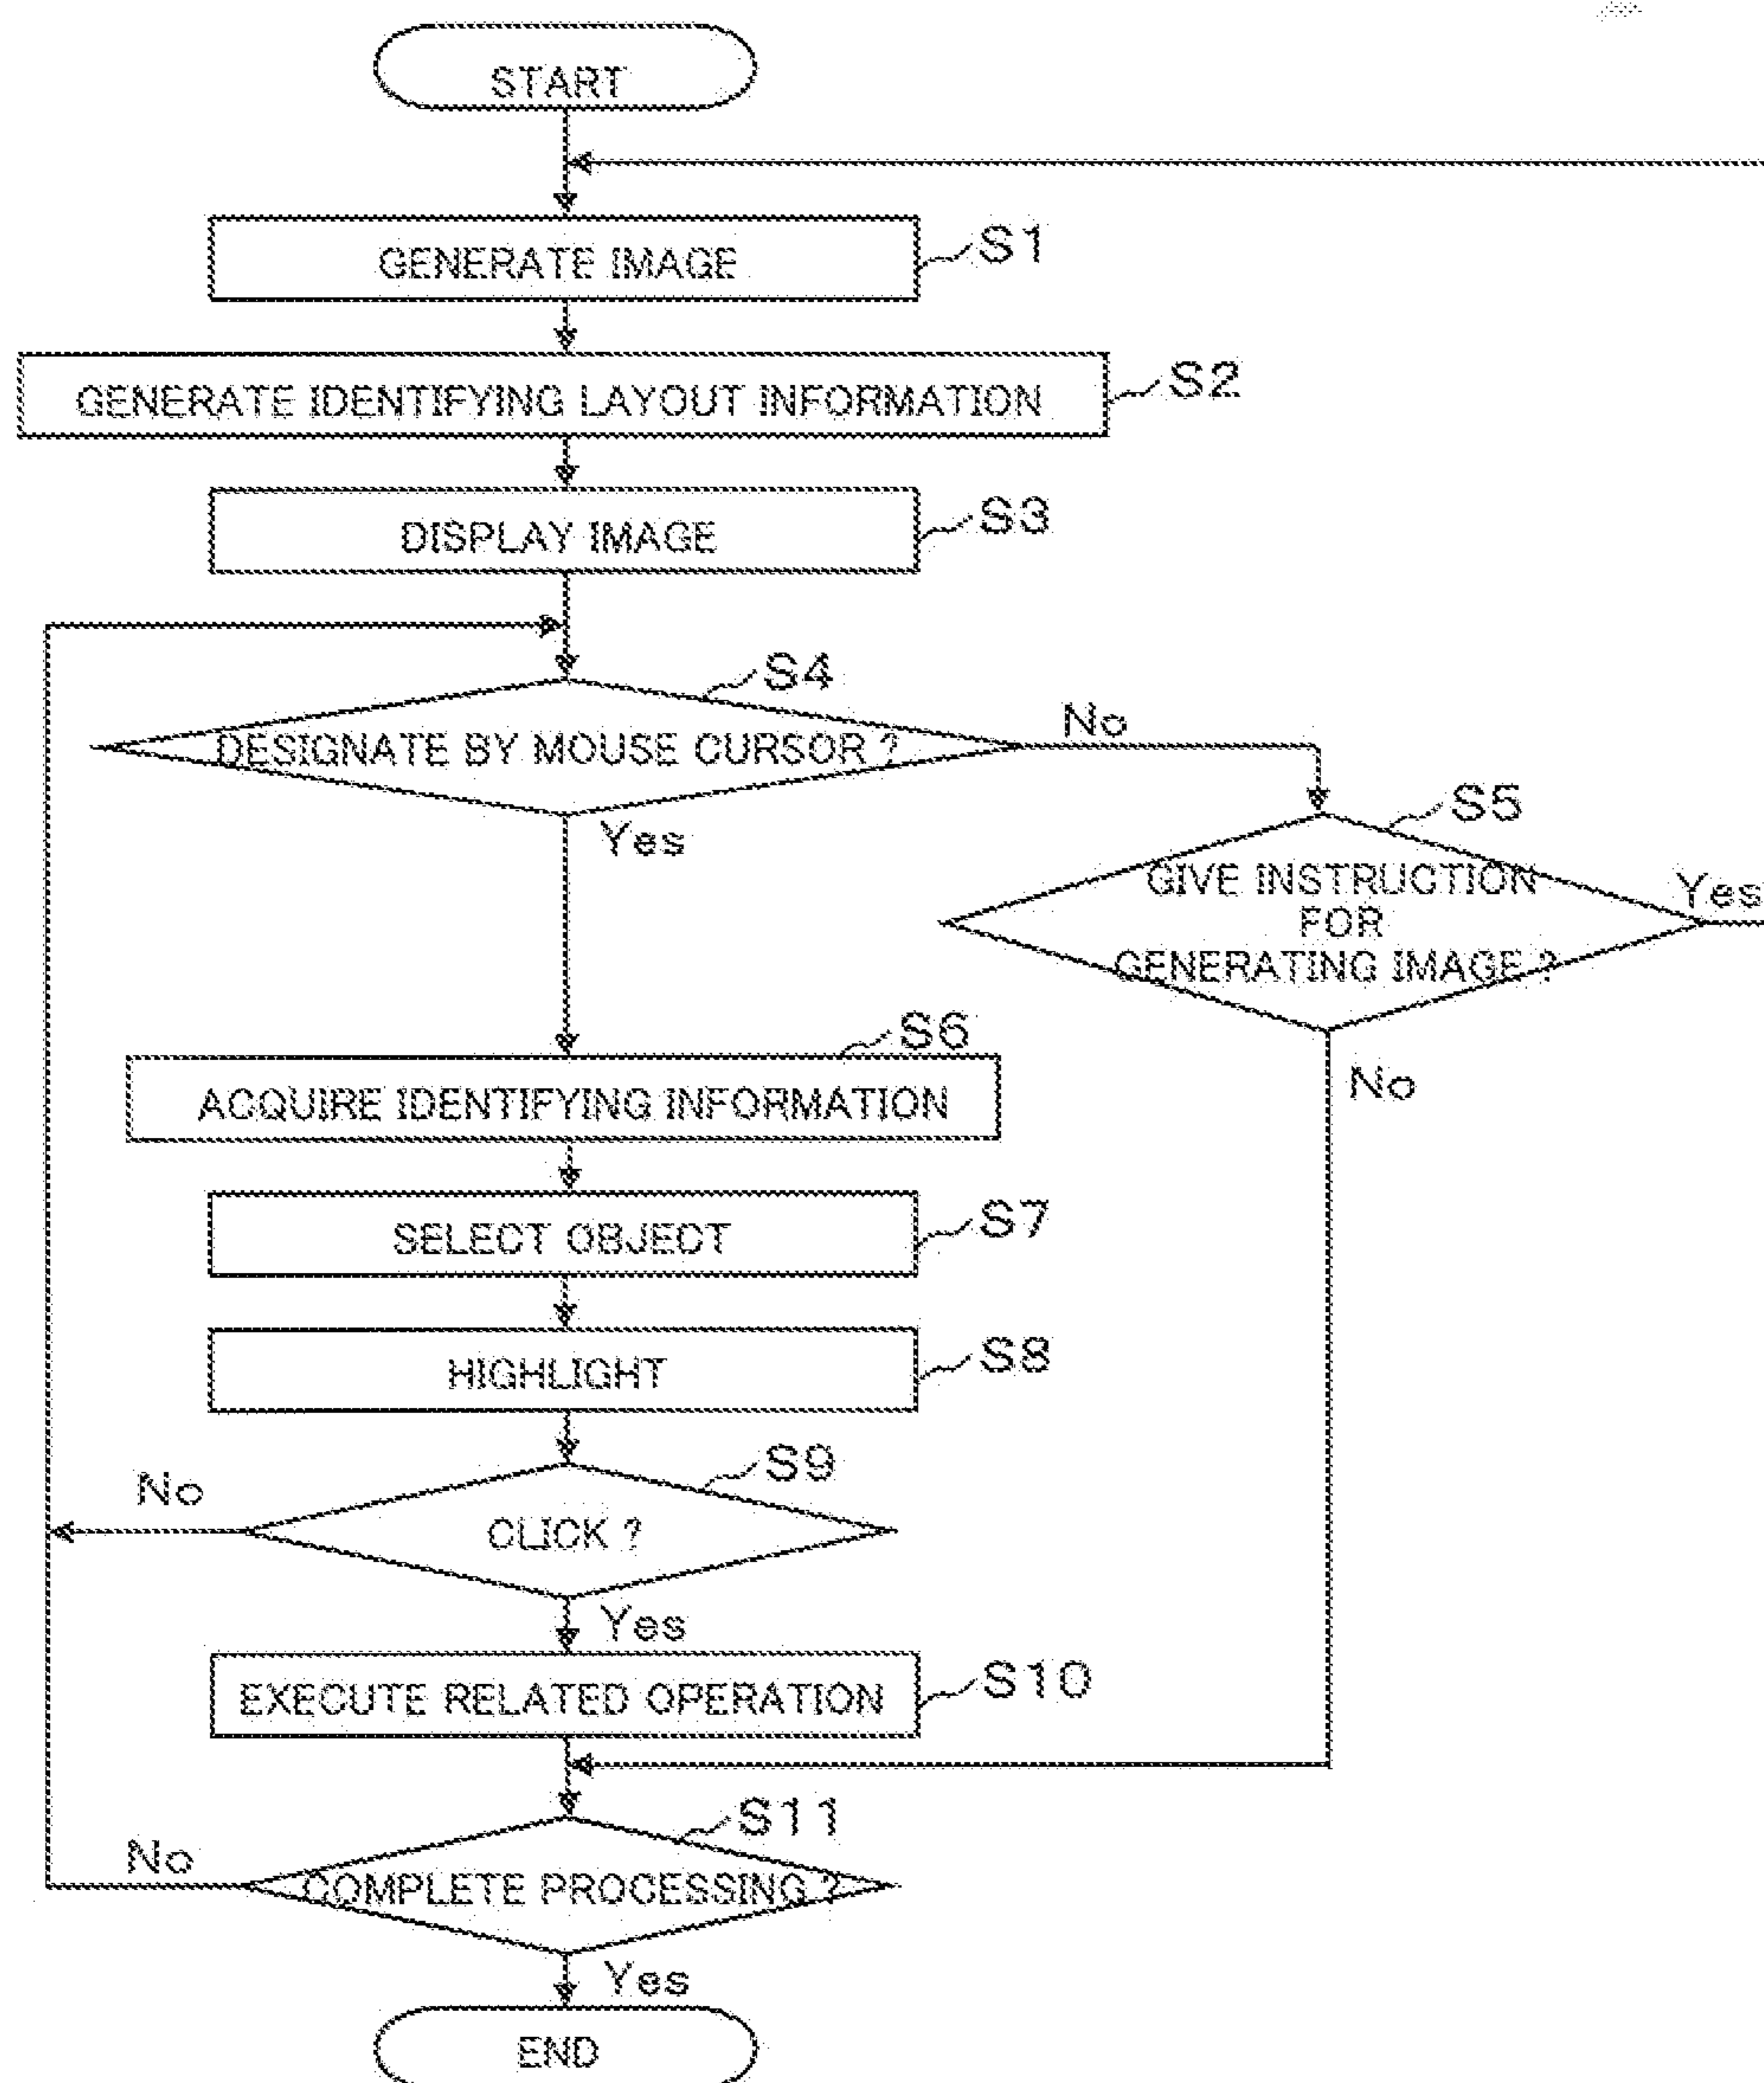 START
GENERATE IMAGE
S1
GENERATE IDENTIFYING LAYOUT INFORMATION
S2
DISPLAY IMAGE
S3
S4
DESIGNATE BY MOUSE CURSOR ?
No
Yes
S5
GIVE INSTRUCTION
FOR
GENERATING IMAGE ?
Yes
No
S6
ACQUIRE IDENTIFYING INFORMATION
SELECT OBJECT
S7
HIGHLIGHT
S8
S9
CLICK ?
No
Yes
EXECUTE RELATED OPERATION
S10
S11
COMPLETE PROCESSING ?
No
Yes
END